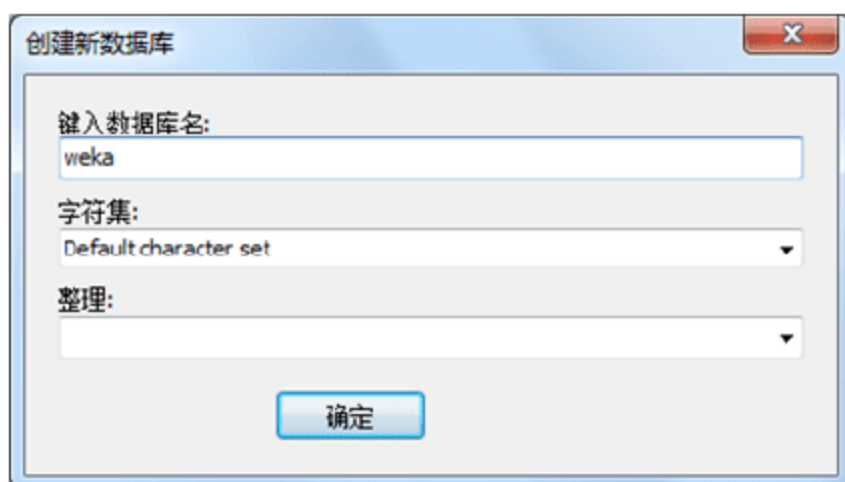 创建新数据库
键入数据库名:
weka
字符集:
Default character set
整理:
确定